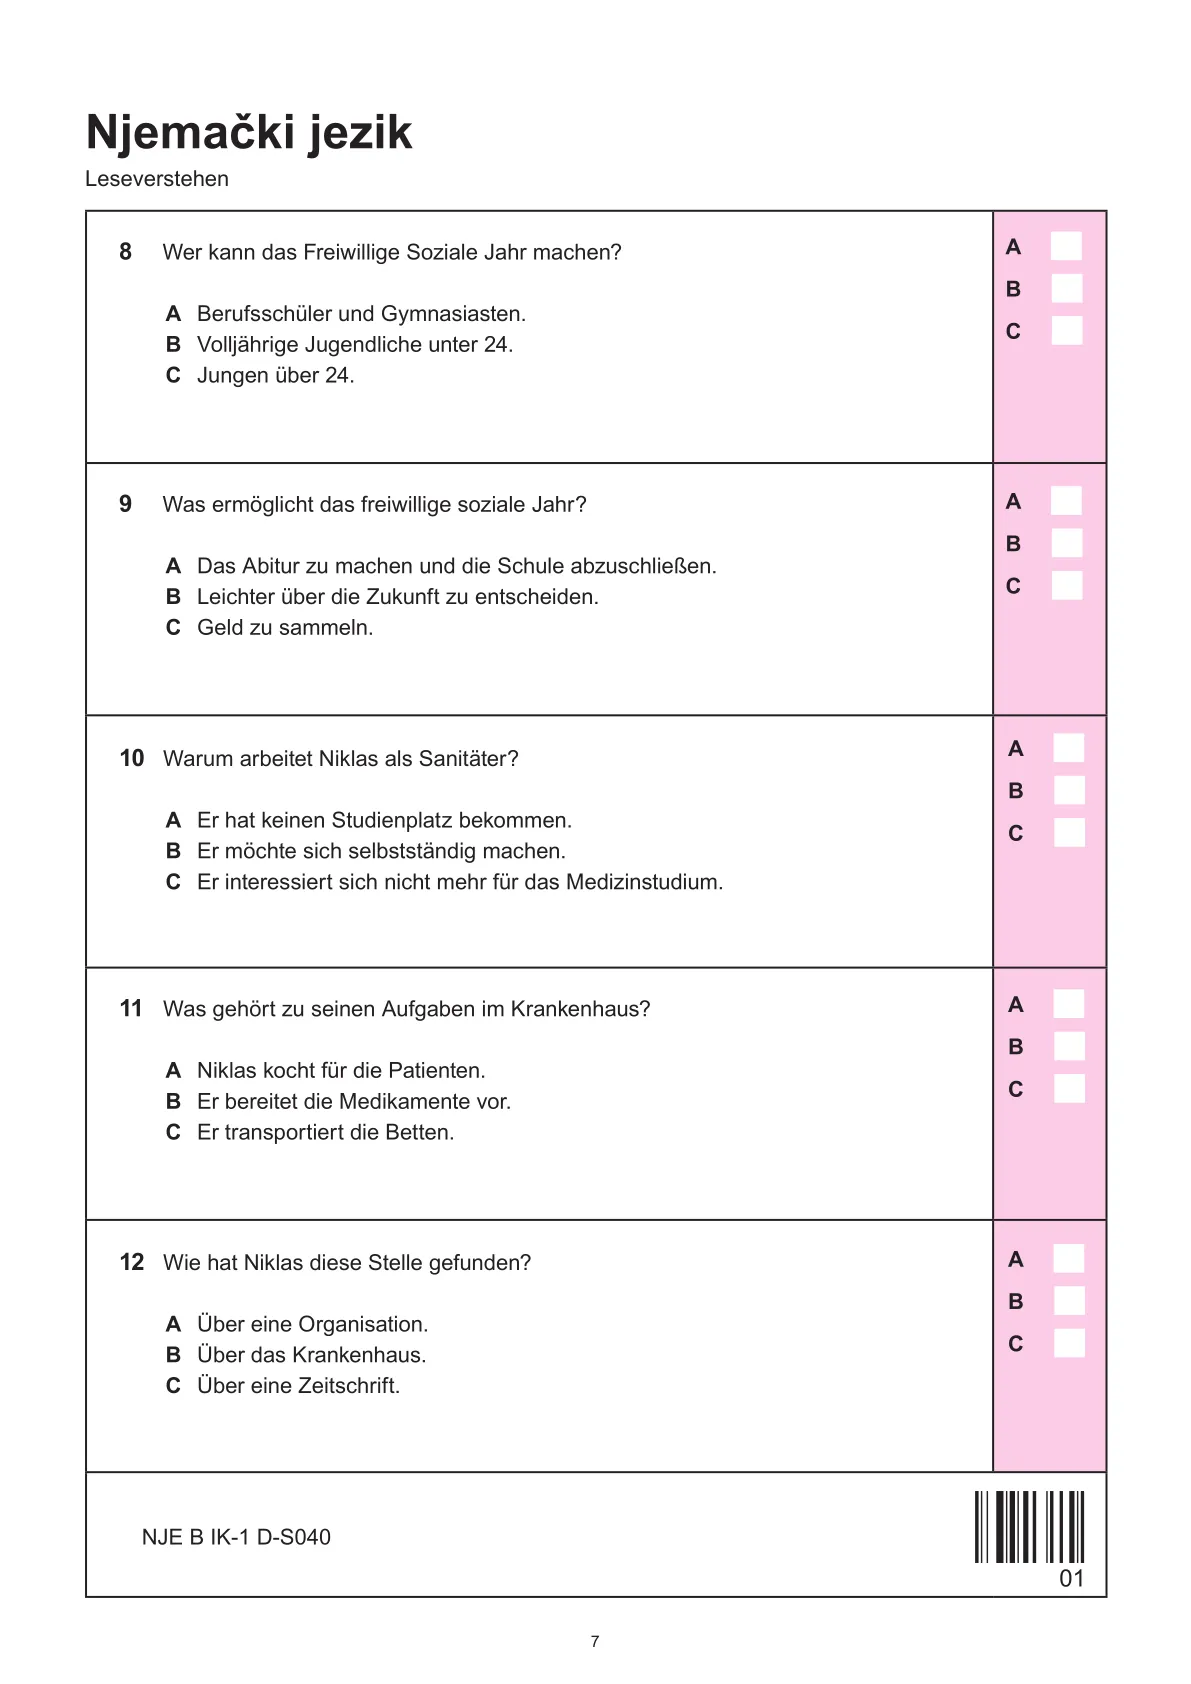 Njemački jezik
Leseverstehen
8 Wer kann das Freiwillige Soziale Jahr machen?
A Berufsschüler und Gymnasiasten.
B Volljährige Jugendliche unter 24.
C Jungen über 24.
A
B
C
9 Was ermöglicht das freiwillige soziale Jahr?
A Das Abitur zu machen und die Schule abzuschließen.
B Leichter über die Zukunft zu entscheiden.
C Geld zu sammeln.
A
B
C
10 Warum arbeitet Niklas als Sanitäter?
A Er hat keinen Studienplatz bekommen.
B Er möchte sich selbstständig machen.
C Er interessiert sich nicht mehr für das Medizinstudium.
A
B
C
11 Was gehört zu seinen Aufgaben im Krankenhaus?
A Niklas kocht für die Patienten.
B Er bereitet die Medikamente vor.
C Er transportiert die Betten.
A
B
C
12 Wie hat Niklas diese Stelle gefunden?
A Über eine Organisation.
B Über das Krankenhaus.
C Über eine Zeitschrift.
A
B
C
NJE B IK-1 D-S040
01
7